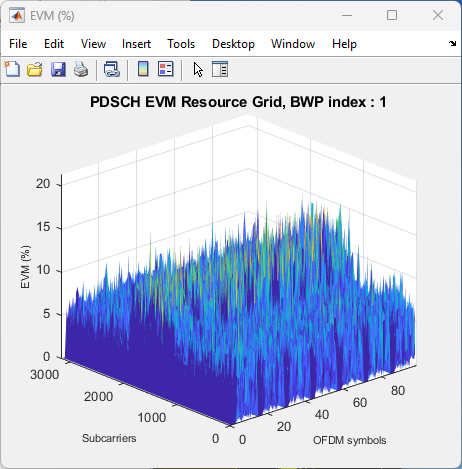 EVM (%)
File Edit View Insert Tools Desktop Window Help
PDSCH EVM Resource Grid, BWP index : 1
20
15
10
5
0
EVM (%)
3000
2000
1000
0
Subcarriers
0
20
40
60
80
OFDM symbols